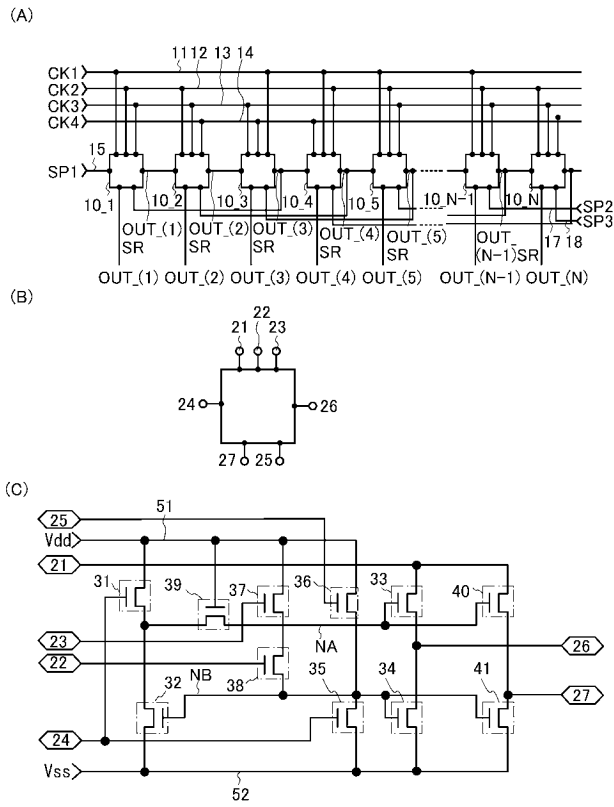 (A)
1112 13 14
CK1
CK2
CK3
CK4
15
SP1
10_1 10_2 10_3 10_4 10_5 10_N-1 10_N
SP2
SP3
OUT_(1) SR OUT_(2) SR OUT_(3) SR OUT_(4) SR OUT_(5) SR OUT_(N-1)SR 17 18
OUT_(1) OUT_(2) OUT_(3) OUT_(4) OUT_(5) OUT_(N-1) OUT_(N)
(B)
22
21 23
24 26
27 25
(C)
25 51
Vdd
21
31 39 37 36 33 40
23 NA
22 26
32 NB 38 35 34 41
27
24
Vss
52